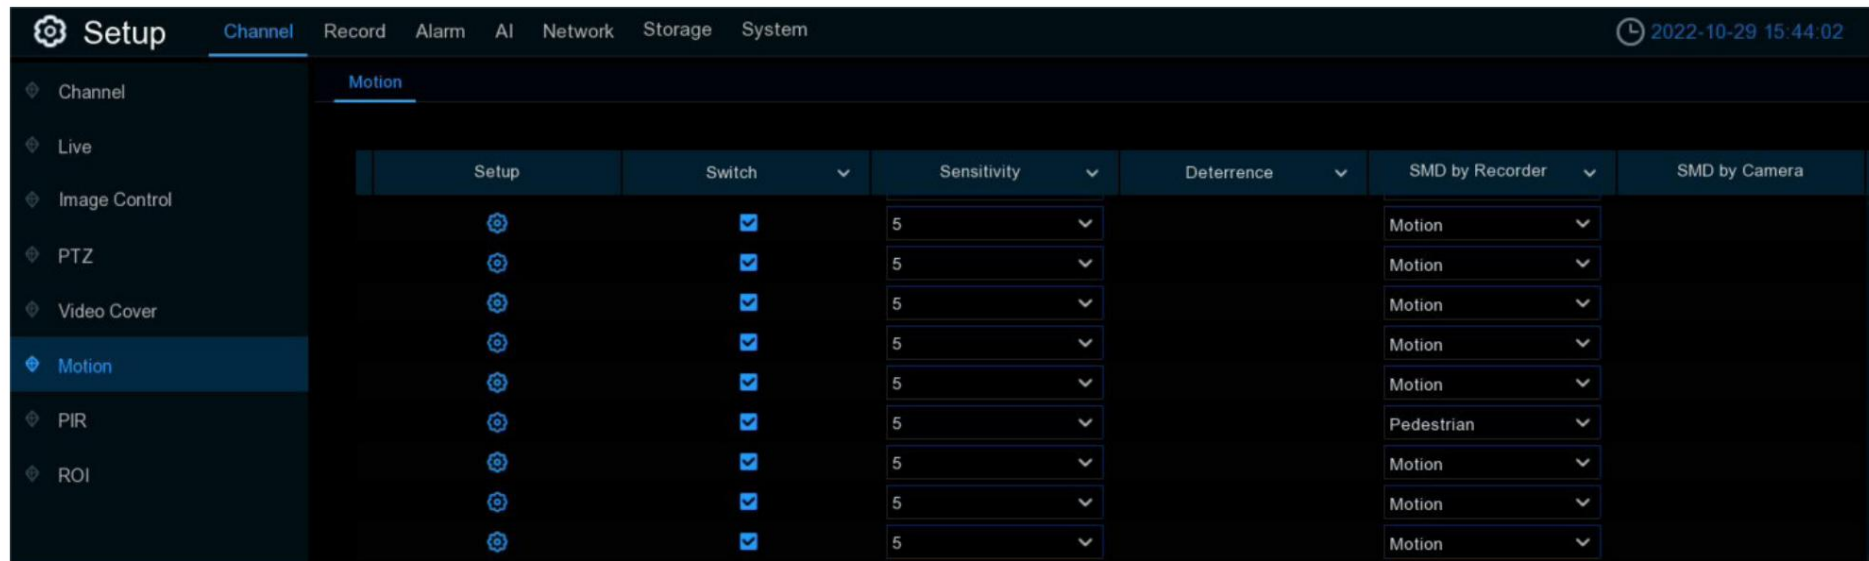 Setup Channel Record Alarm AI Network Storage System 2022-10-29 15:44:02
Channel
Live
Image Control
PTZ
Video Cover
Motion
PIR
ROI
Motion
Setup Switch Sensitivity Deterrence SMD by Recorder SMD by Camera
5 Motion
5 Motion
5 Motion
5 Motion
5 Motion
5 Pedestrian
5 Motion
5 Motion
5 Motion